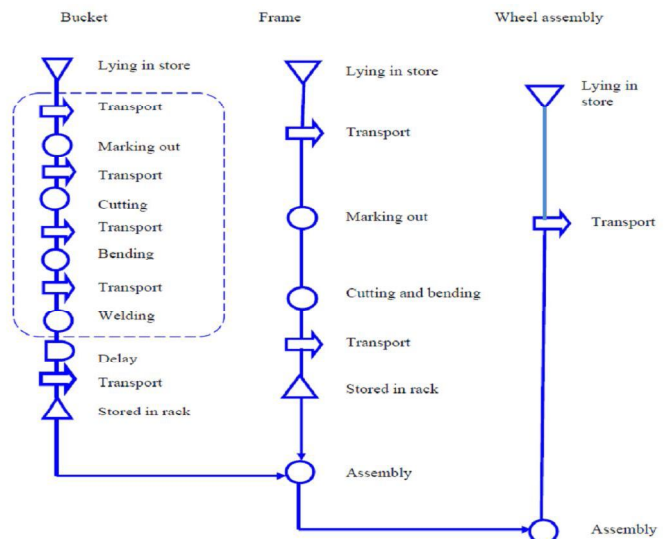 Bucket
Frame
Wheel assembly
Lying in store
Transport
Marking out
Transport
Cutting
Transport
Bending
Transport
Welding
Delay
Transport
Stored in rack
Lying in store
Transport
Marking out
Cutting and bending
Transport
Stored in rack
Assembly
Lying in
store
Transport
Assembly